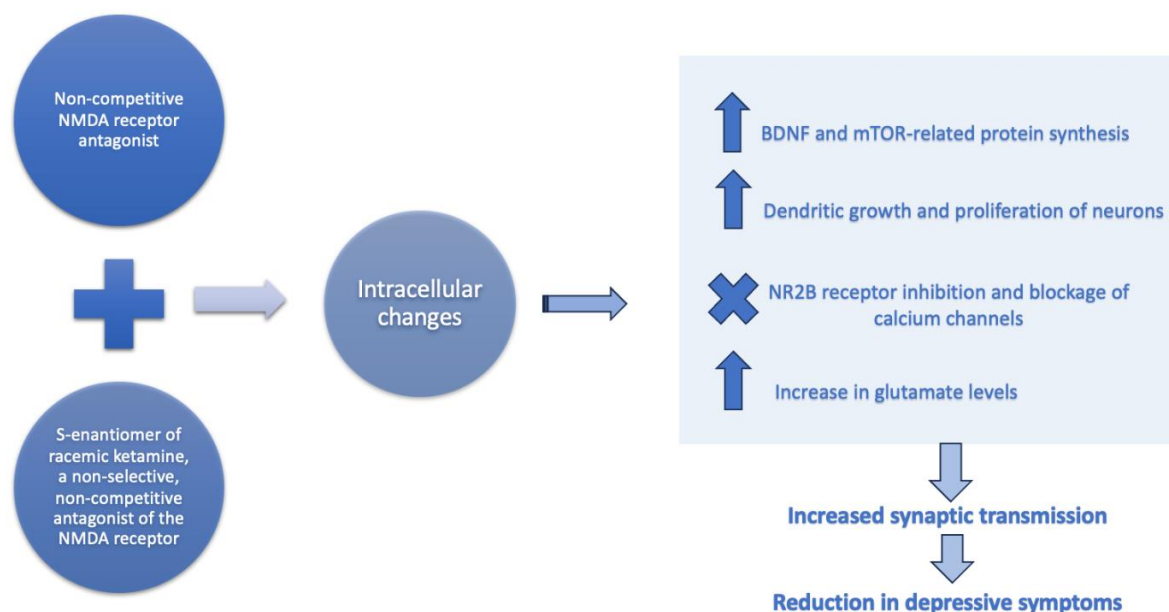 Non-competitive
NMDA receptor
antagonist
S-enantiomer of
racemic ketamine,
a non-selective,
non-competitive
antagonist of the
NMDA receptor
Intracellular
changes
BDNF and mTOR-related protein synthesis
Dendritic growth and proliferation of neurons
NR2B receptor inhibition and blockage of
calcium channels
Increase in glutamate levels
Increased synaptic transmission
Reduction in depressive symptoms